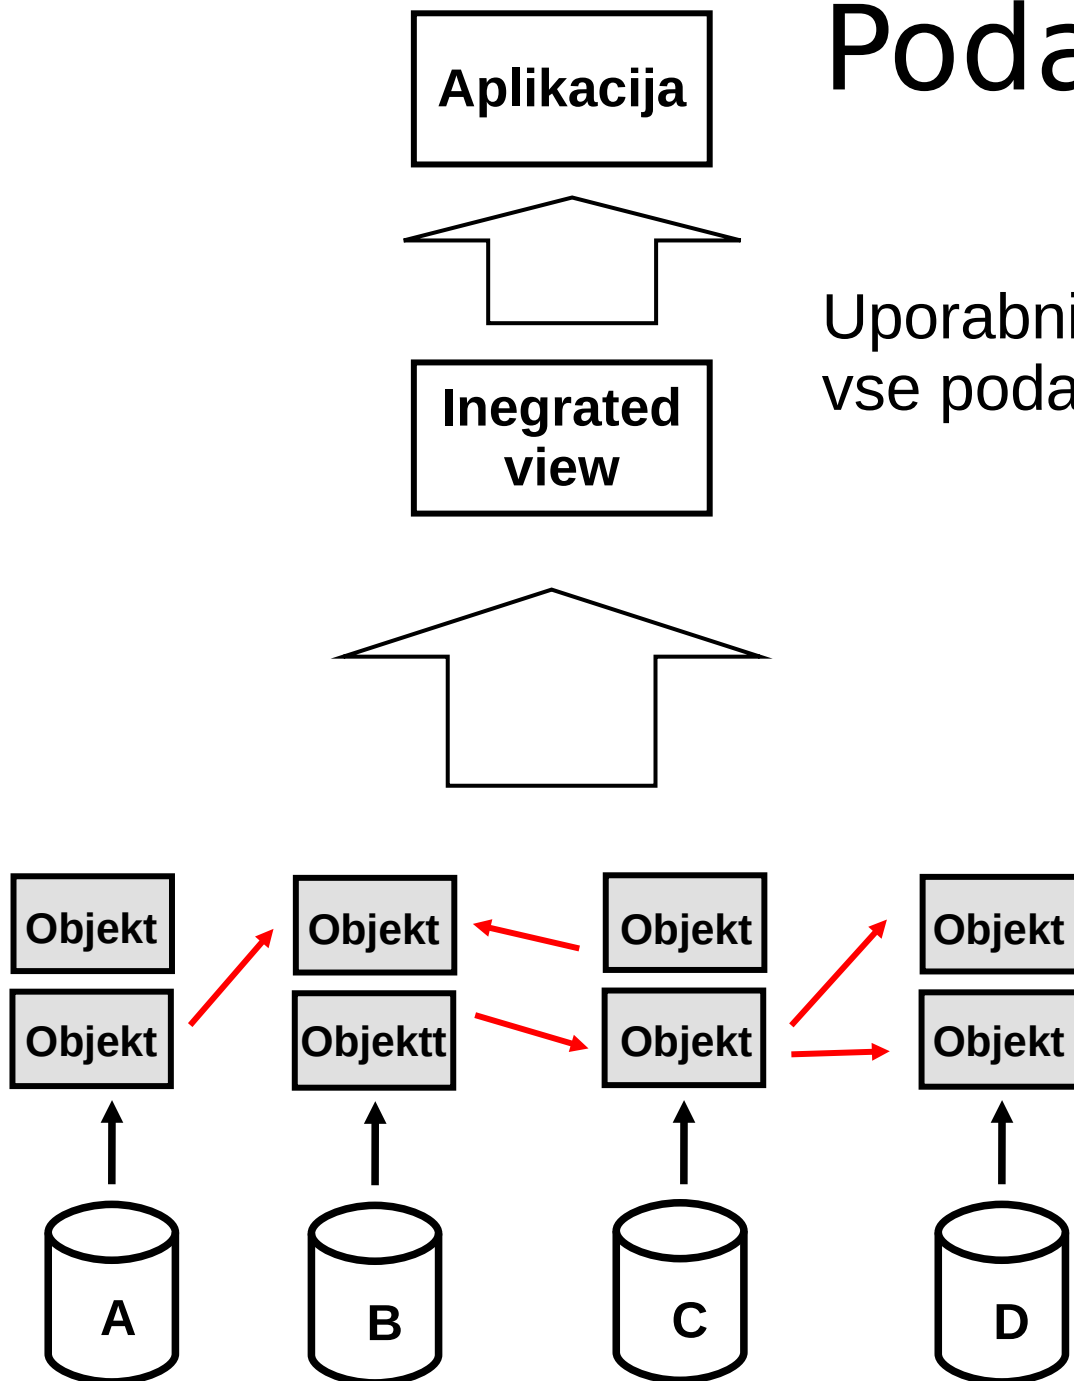 Poda
Aplikacija
Uporabni
vse poda
Inegrated
view
Objekt Objekt Objekt Objekt
Objekt Objektt Objekt Objekt
A B C D